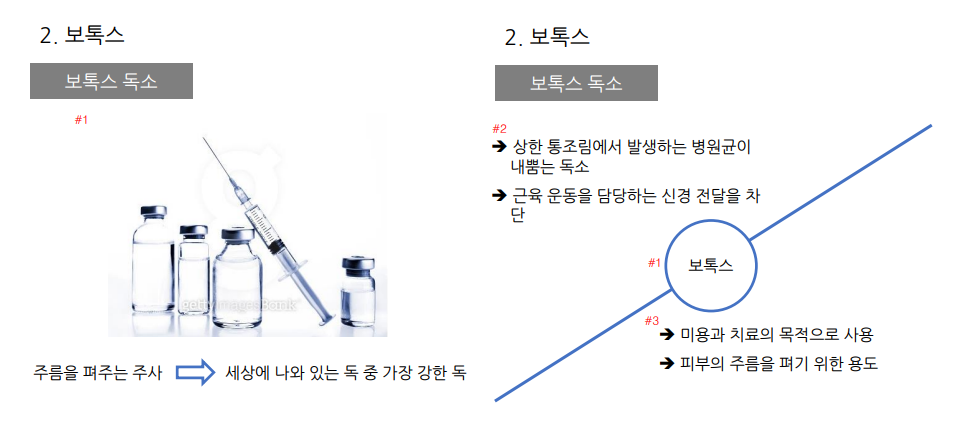 2. 보톡스
보톡스 독소
#1
gettyimages
주름을 펴주는 주사
세상에 나와 있는 독 중 가장 강한 독
2. 보톡스
보톡스 독소
#2
➔ 상한 통조림에서 발생하는 병원균이
내뿜는 독소
➔ 근육 운동을 담당하는 신경 전달을 차
단
#1
보톡스
#3
➔ 미용과 치료의 목적으로 사용
➔ 피부의 주름을 펴기 위한 용도